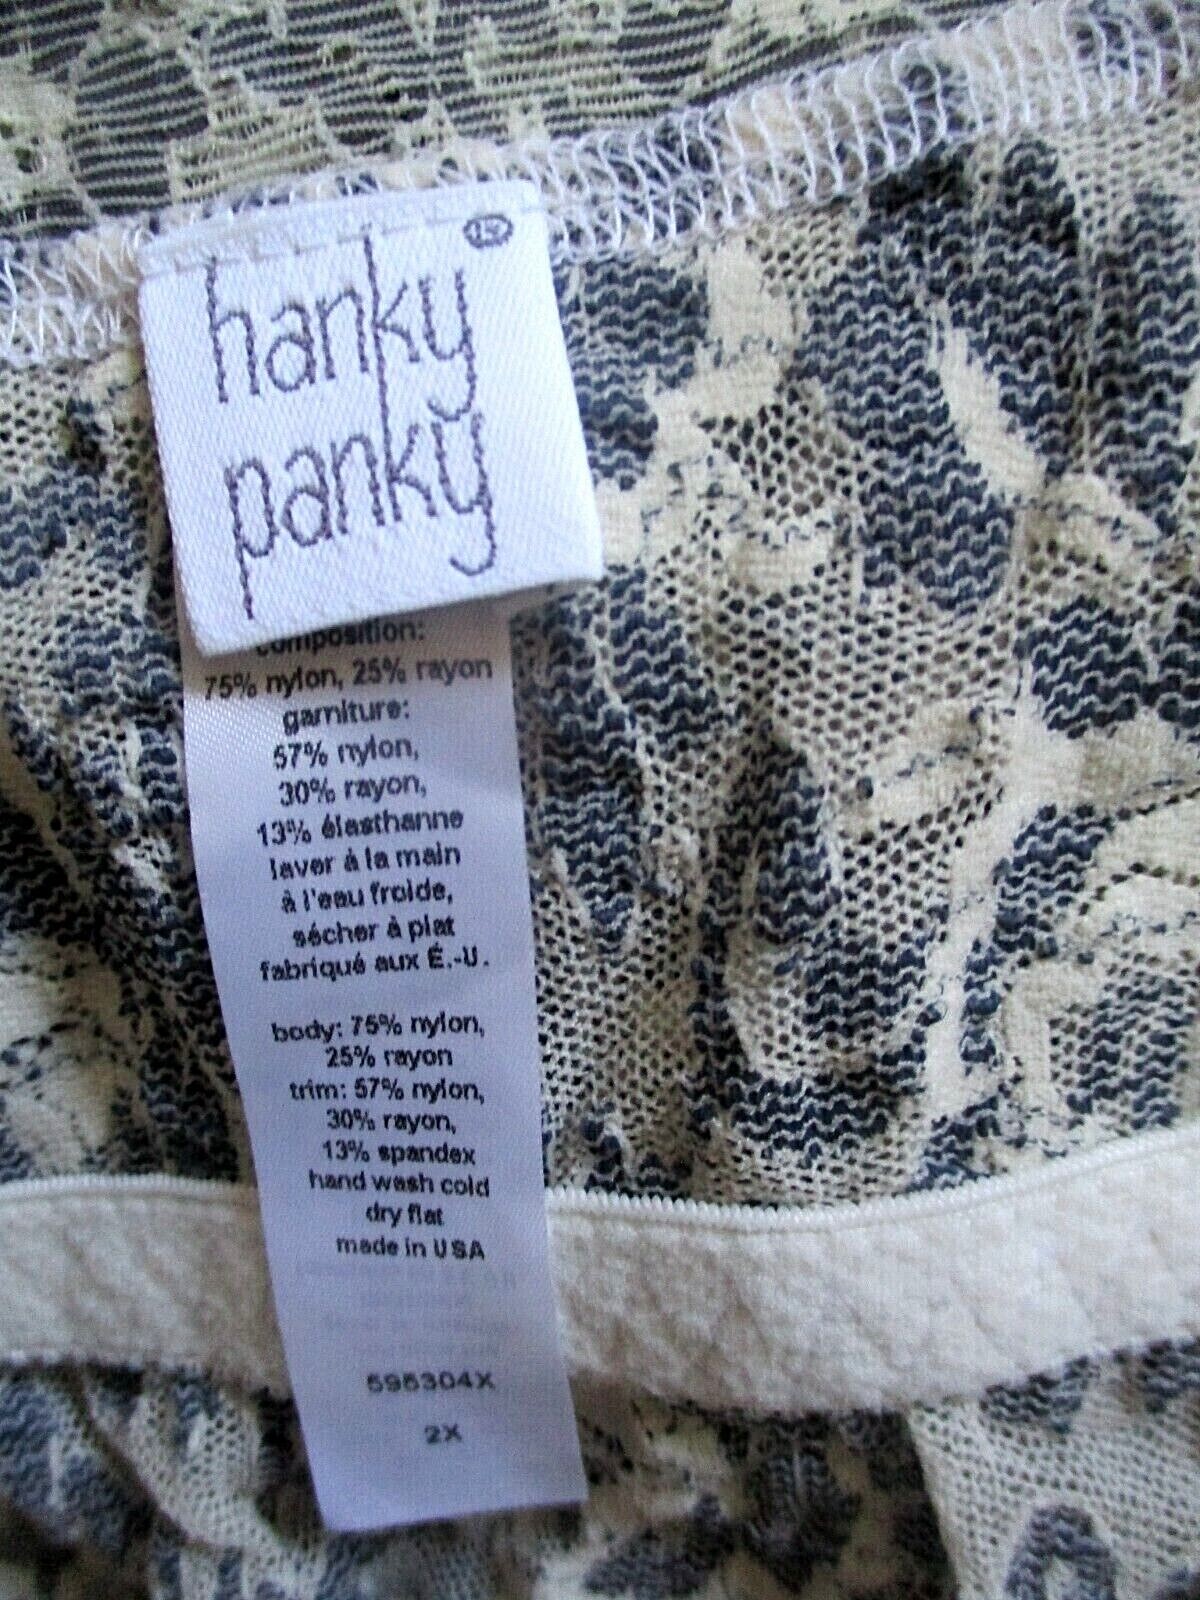 hanky
panky
®
composition:
75% nylon, 25% rayon
garniture:
57% nylon,
30% rayon,
13% élasthanne
laver à la main
à l'eau froide,
sécher à plat
fabriqué aux É.-U.
body: 75% nylon,
25% rayon
trim: 57% nylon,
30% rayon,
13% spandex
hand wash cold
dry flat
made in USA
595304X
2X